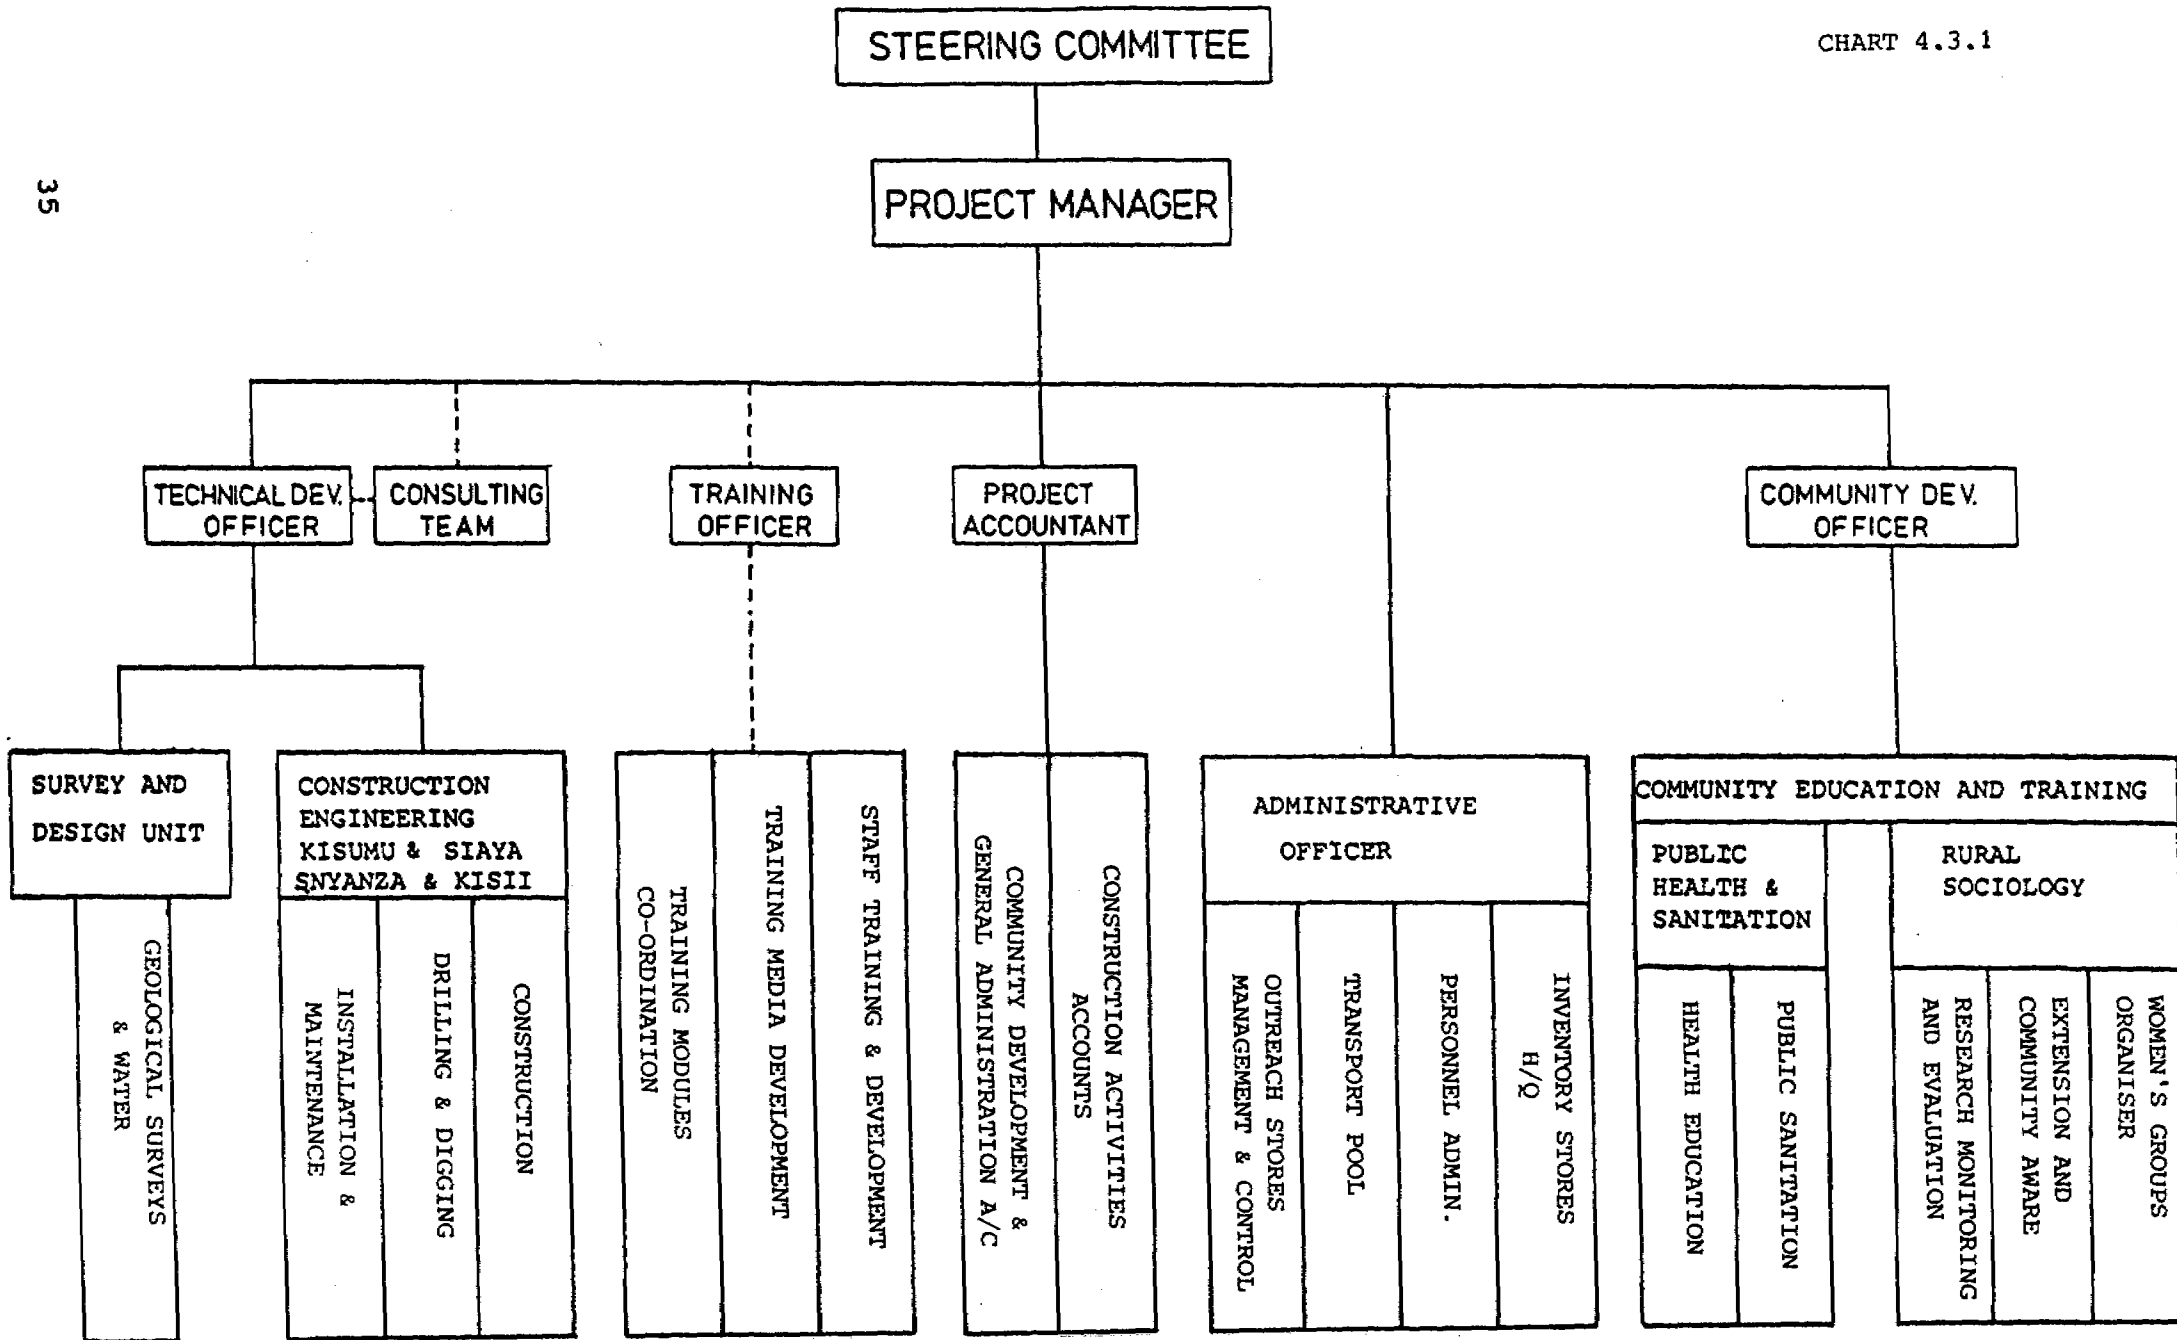 CHART 4.3.1
35
STEERING COMMITTEE
PROJECT MANAGER
TECHNICAL DEV.
OFFICER
CONSULTING
TEAM
TRAINING
OFFICER
PROJECT
ACCOUNTANT
COMMUNITY DEV.
OFFICER
SURVEY AND
DESIGN UNIT
GEOLOGICAL SURVEYS
& WATER
CONSTRUCTION
ENGINEERING
KISUMU & SIAYA
SNYANZA & KISII
INSTALLATION &
MAINTENANCE
DRILLING & DIGGING
CONSTRUCTION
TRAINING MODULES
CO-ORDINATION
TRAINING MEDIA DEVELOPMENT
STAFF TRAINING & DEVELOPMENT
COMMUNITY DEVELOPMENT &
GENERAL ADMINISTRATION A/C
CONSTRUCTION ACTIVITIES
ACCOUNTS
ADMINISTRATIVE
OFFICER
OUTREACH STORES
MANAGEMENT & CONTROL
TRANSPORT POOL
PERSONNEL ADMIN.
INVENTORY STORES
H/Q
COMMUNITY EDUCATION AND TRAINING
PUBLIC
HEALTH &
SANITATION
HEALTH EDUCATION
PUBLIC SANITATION
RURAL
SOCIOLOGY
RESEARCH MONITORING
AND EVALUATION
EXTENSION AND
COMMUNITY AWARE
WOMEN'S GROUPS
ORGANISER